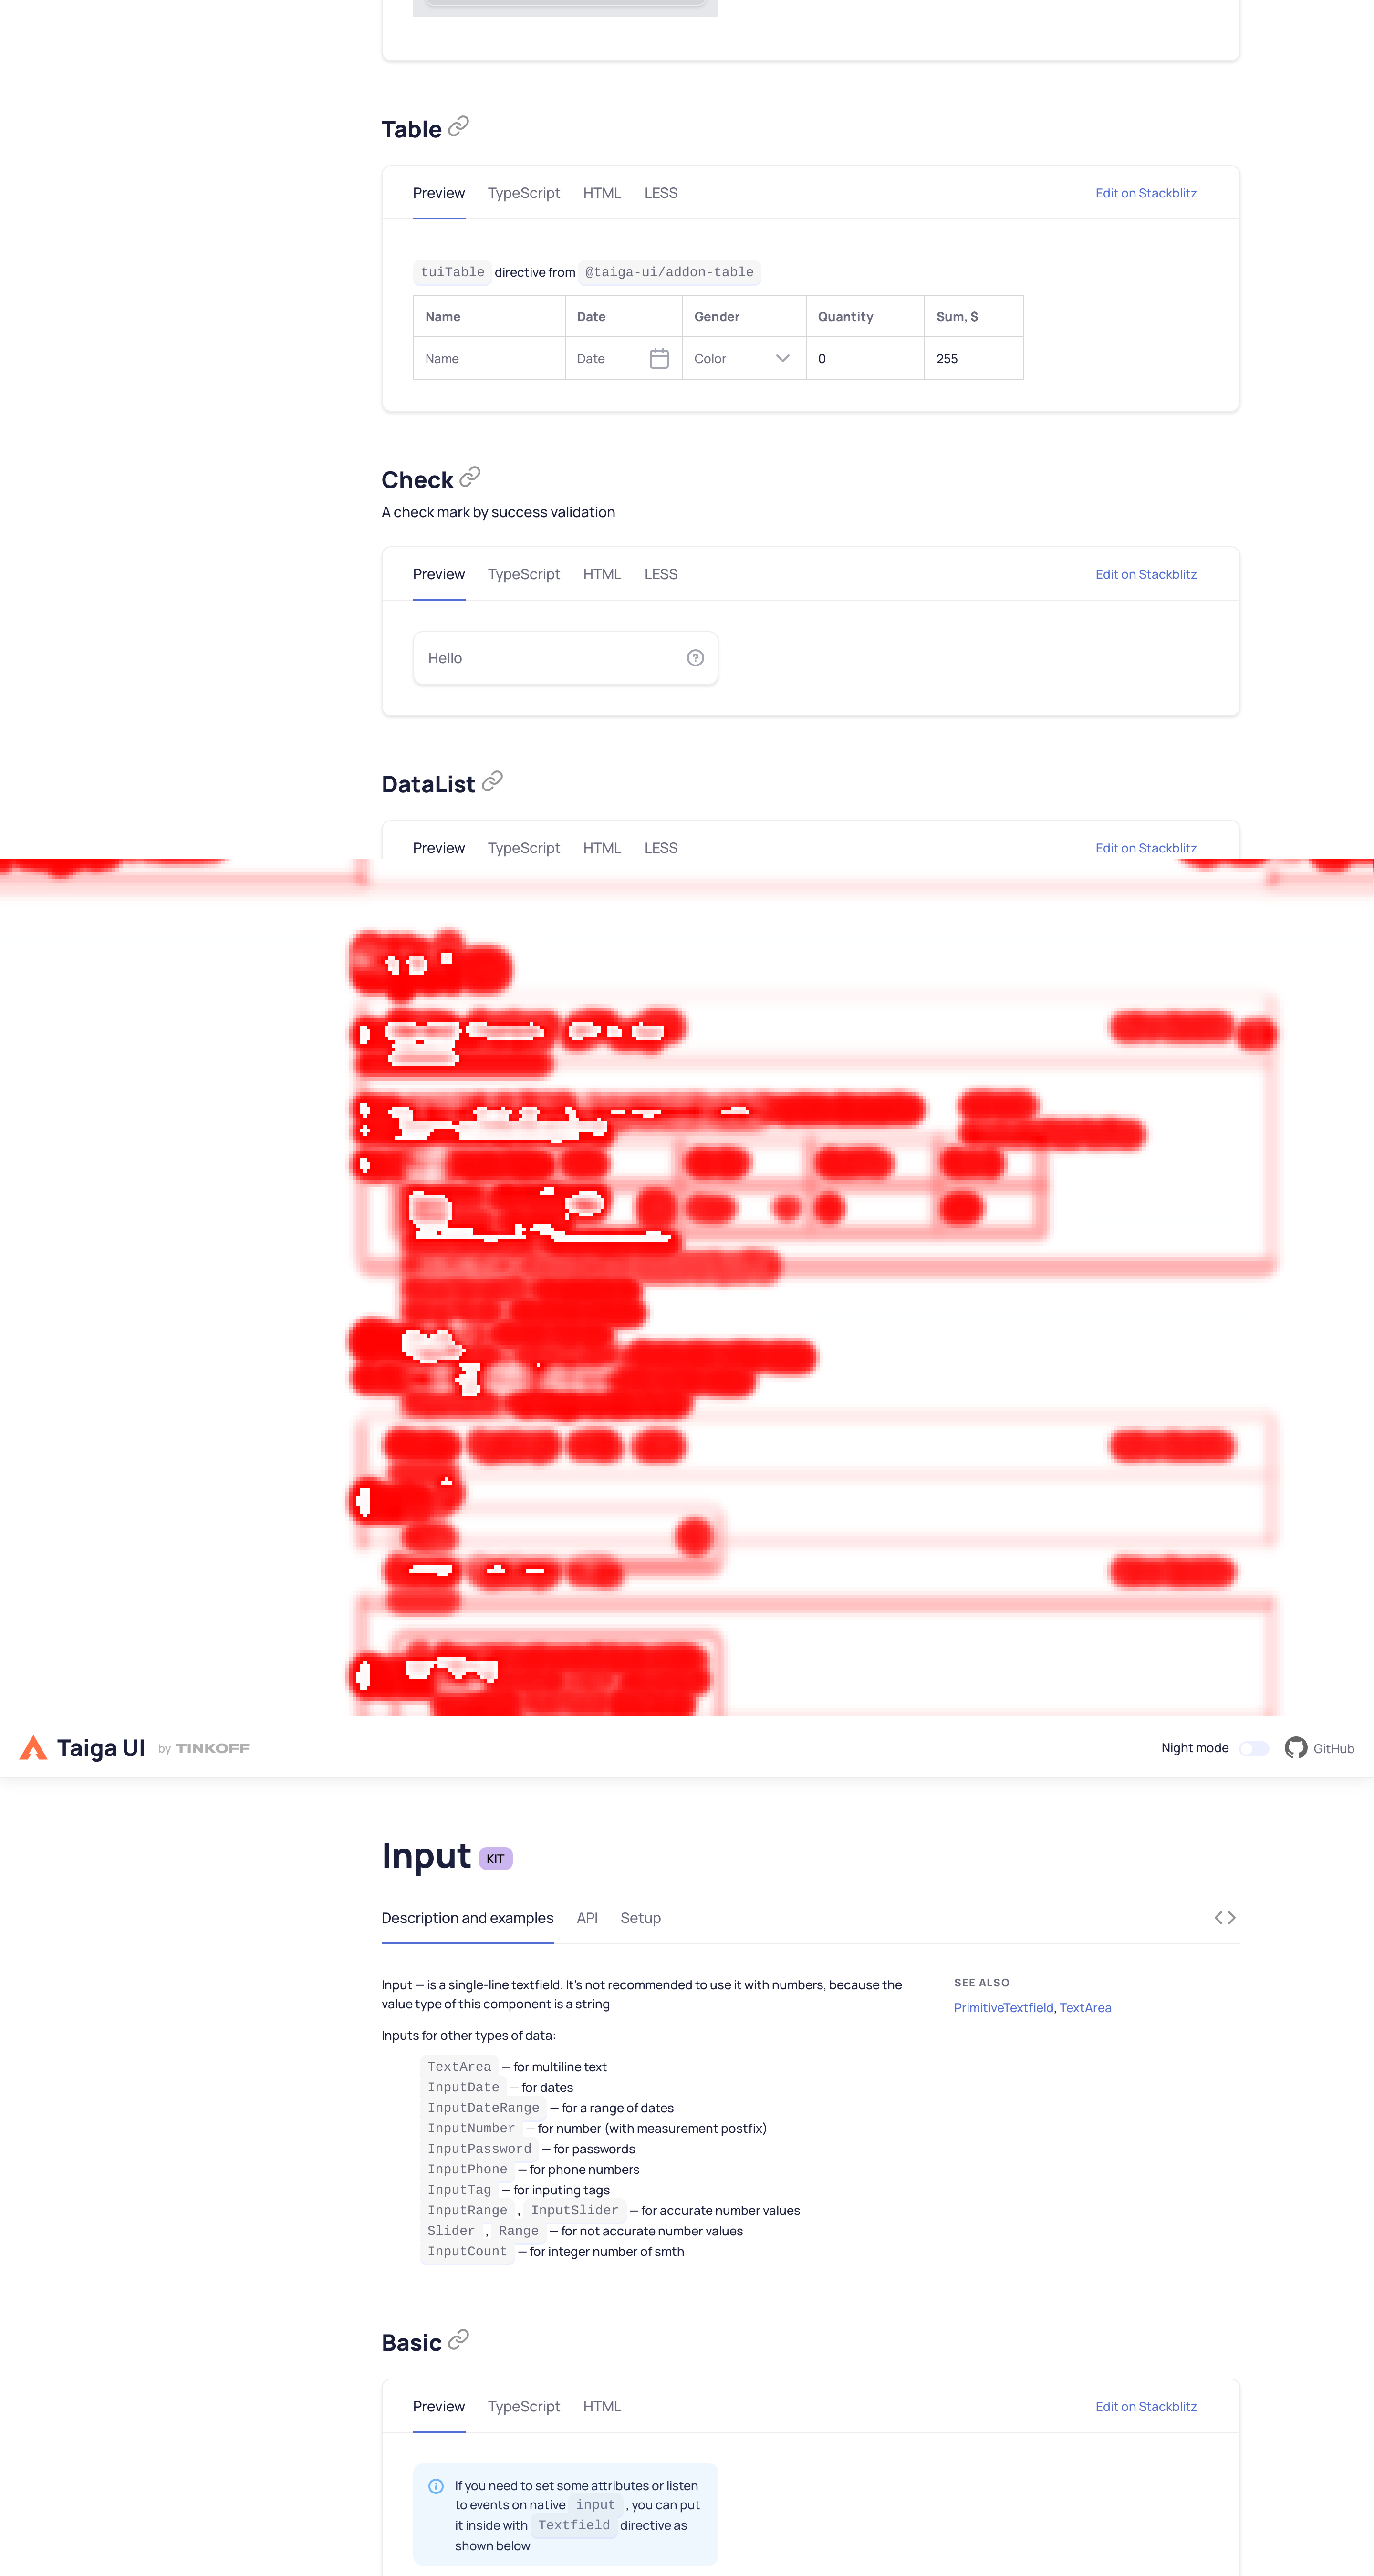 Table
Preview TypeScript HTML LESS Edit on Stackblitz
tuiTable directive from @taiga-ui/addon-table
Name Date Gender Quantity Sum, $
Name Date Color 0 255
Check
A check mark by success validation
Preview TypeScript HTML LESS Edit on Stackblitz
Hello
DataList
Preview TypeScript HTML LESS Edit on Stackblitz
Taiga UI by TINKOFF Night mode GitHub
Input KIT
Description and examples API Setup
Input — is a single-line textfield. It's not recommended to use it with numbers, because the
value type of this component is a string
SEE ALSO
PrimitiveTextfield, TextArea
Inputs for other types of data:
TextArea — for multiline text
InputDate — for dates
InputDateRange — for a range of dates
InputNumber — for number (with measurement postfix)
InputPassword — for passwords
InputPhone — for phone numbers
InputTag — for inputing tags
InputRange , InputSlider — for accurate number values
Slider , Range — for not accurate number values
InputCount — for integer number of smth
Basic
Preview TypeScript HTML Edit on Stackblitz
If you need to set some attributes or listen
to events on native input , you can put
it inside with Textfield directive as
shown below